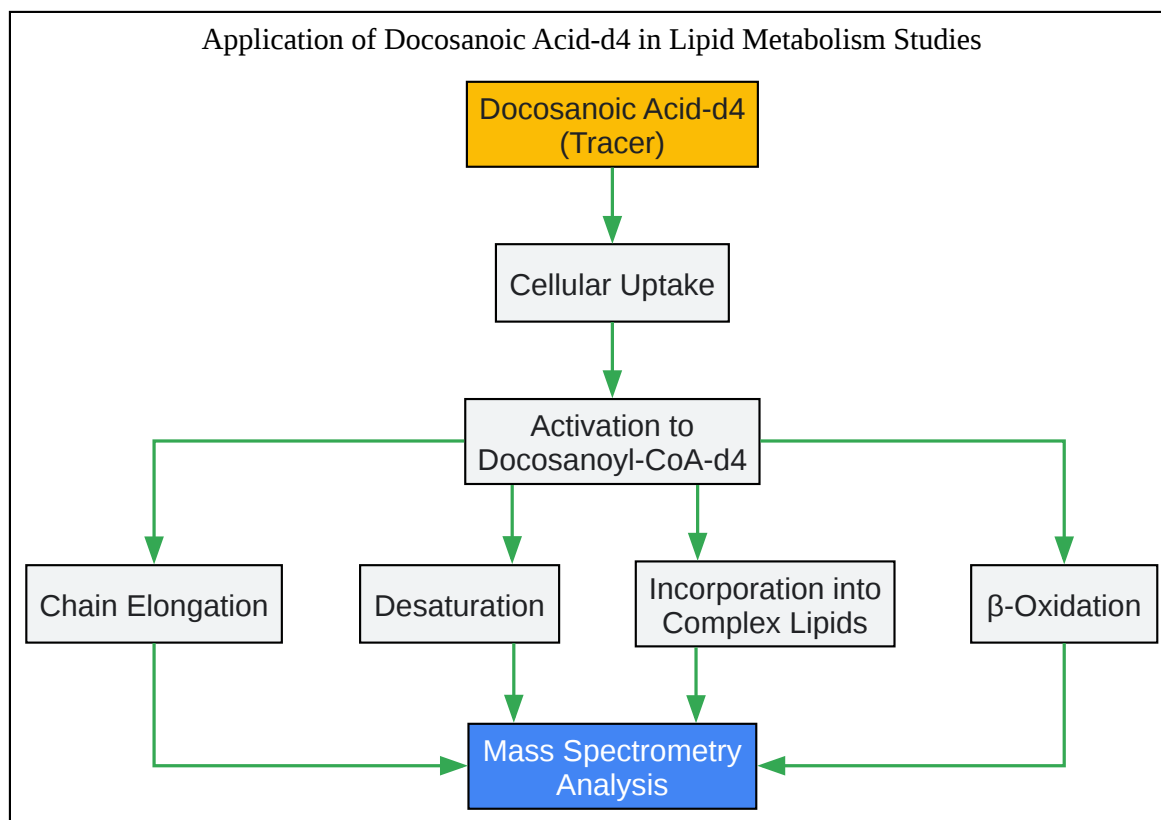 Application of Docosanoic Acid-d4 in Lipid Metabolism Studies
Docosanoic Acid-d4
(Tracer)
Cellular Uptake
Activation to
Docosanoyl-CoA-d4
Chain Elongation
Desaturation
Incorporation into
Complex Lipids
β-Oxidation
Mass Spectrometry
Analysis